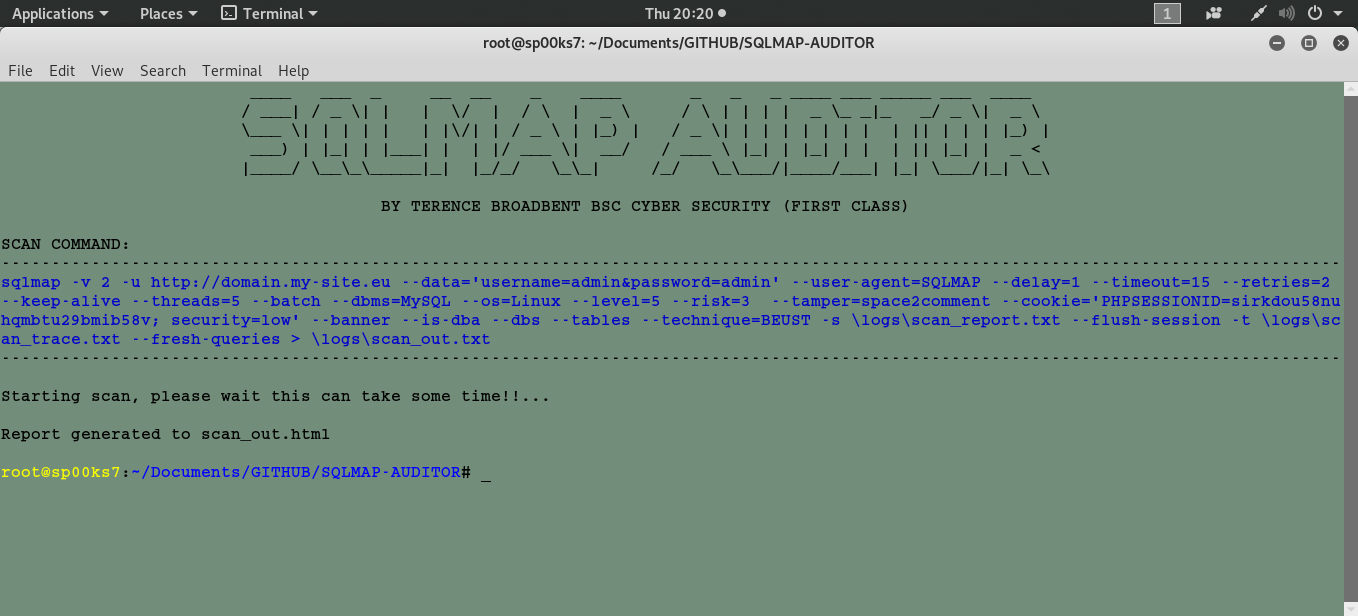 Applications Places Terminal Thu 20:20 1
root@sp00ks7: ~/Documents/GITHUB/SQLMAP-AUDITOR
File Edit View Search Terminal Help
SQLMAP AUDITOR
BY TERENCE BROADBENT BSC CYBER SECURITY (FIRST CLASS)
SCAN COMMAND:
sqlmap -v 2 -u http://domain.my-site.eu --data='username=admin&password=admin' --user-agent=SQLMAP --delay=1 --timeout=15 --retries=2
--keep-alive --threads=5 --batch --dbms=MySQL --os=Linux --level=5 --risk=3  --tamper=space2comment --cookie='PHPSESSIONID=sirkdou58nu
hqmbtu29bmib58v; security=low' --banner --is-dba --dbs --tables --technique=BEUST -s \logs\scan_report.txt --flush-session -t \logs\sc
an_trace.txt --fresh-queries > \logs\scan_out.txt
Starting scan, please wait this can take some time!!...
Report generated to scan_out.html
root@sp00ks7:~/Documents/GITHUB/SQLMAP-AUDITOR# _